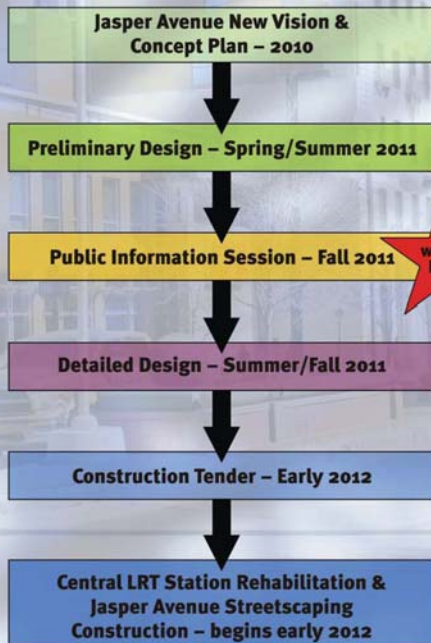 Jasper Avenue New Vision &
Concept Plan – 2010
Preliminary Design – Spring/Summer 2011
Public Information Session – Fall 2011
Detailed Design – Summer/Fall 2011
Construction Tender – Early 2012
Central LRT Station Rehabilitation &
Jasper Avenue Streetscaping
Construction – begins early 2012